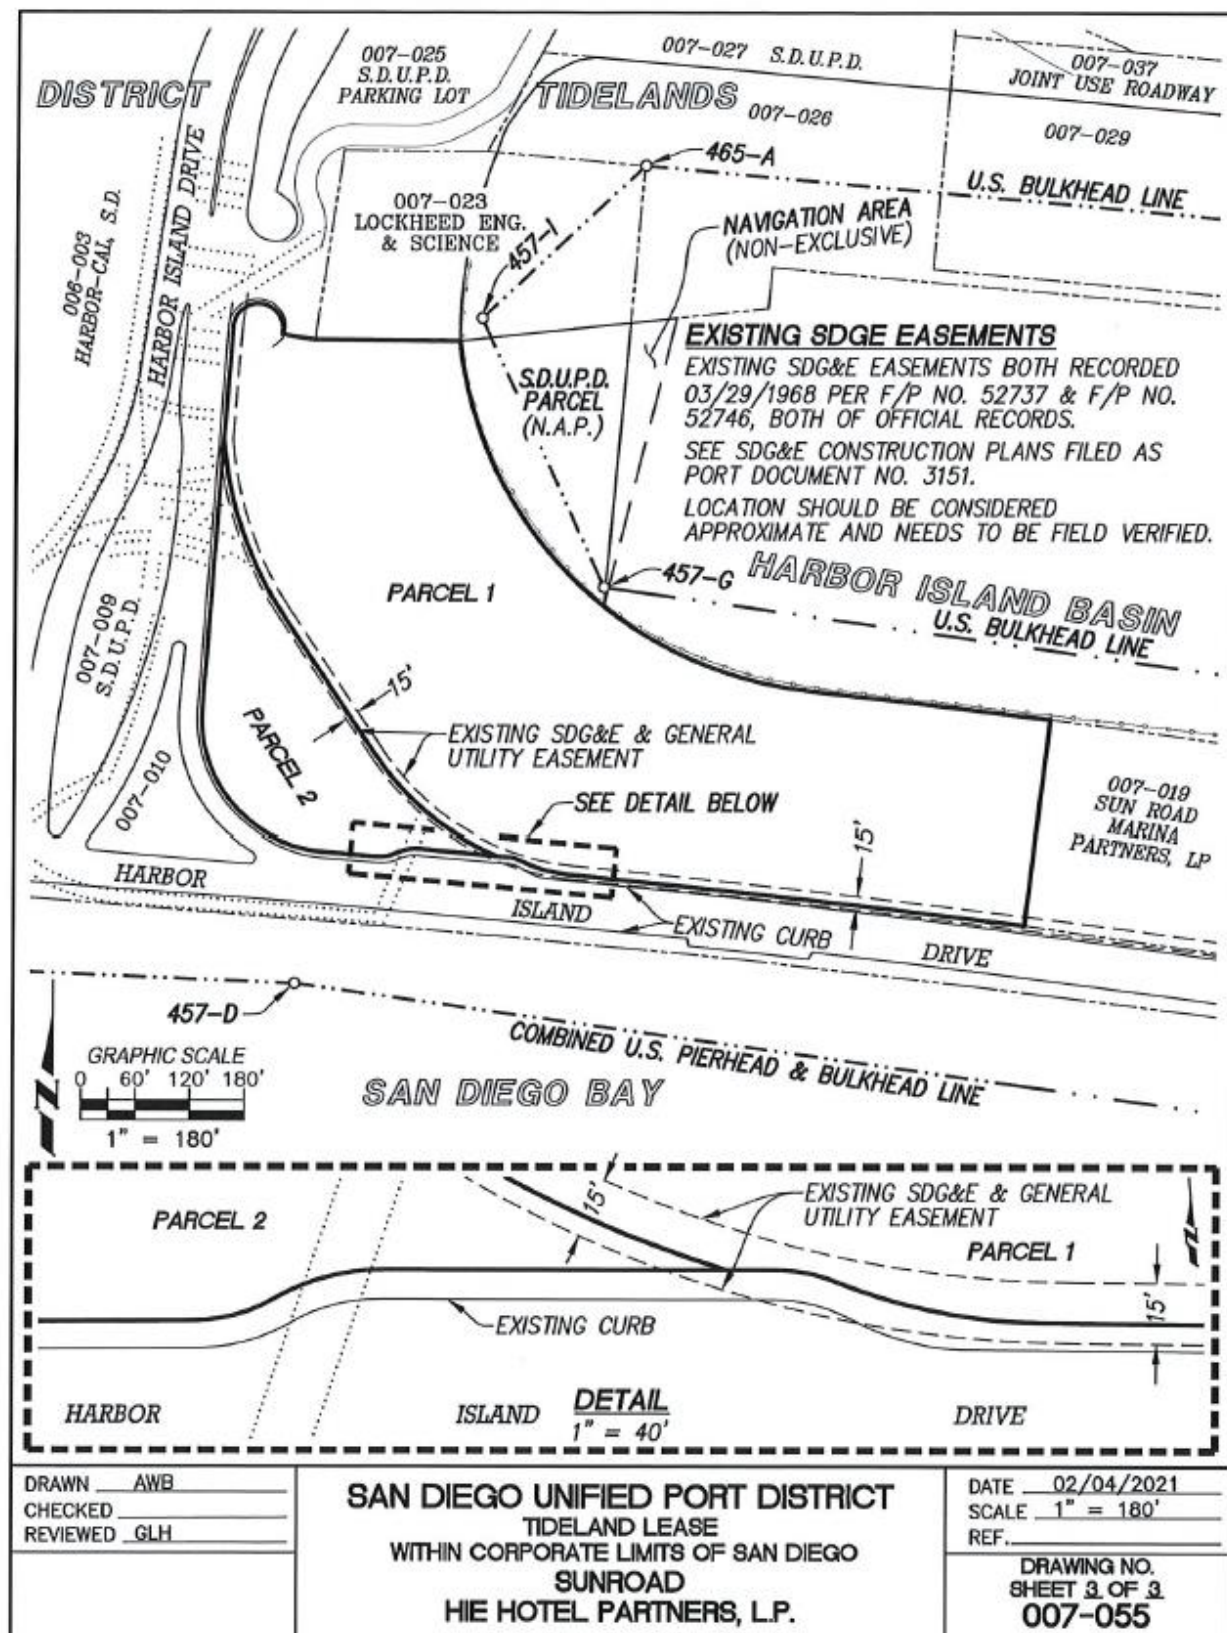 DISTRICT
TIDELANDS
007-025
S.D.U.P.D.
PARKING LOT
007-027 S.D.U.P.D.
007-026
007-037
JOINT USE ROADWAY
007-029
U.S. BULKHEAD LINE
465-A
HARBOR ISLAND DRIVE
006-003
HARBOR-CAL, S.D.
007-023
LOCKHEED ENG.
& SCIENCE
457-I
NAVIGATION AREA
(NON-EXCLUSIVE)
EXISTING SDGE EASEMENTS
EXISTING SDG&E EASEMENTS BOTH RECORDED
03/29/1968 PER F/P NO. 52737 & F/P NO.
52746, BOTH OF OFFICIAL RECORDS.
SEE SDG&E CONSTRUCTION PLANS FILED AS
PORT DOCUMENT NO. 3151.
LOCATION SHOULD BE CONSIDERED
APPROXIMATE AND NEEDS TO BE FIELD VERIFIED.
S.D.U.P.D.
PARCEL
(N.A.P.)
457-G
HARBOR ISLAND BASIN
U.S. BULKHEAD LINE
PARCEL 1
007-009
S.D.U.P.D.
15'
PARCEL 2
EXISTING SDG&E & GENERAL
UTILITY EASEMENT
007-010
SEE DETAIL BELOW
15'
007-019
SUN ROAD
MARINA
PARTNERS, LP
HARBOR
ISLAND
EXISTING CURB
DRIVE
457-D
COMBINED U.S. PIERHEAD & BULKHEAD LINE
N
GRAPHIC SCALE
0 60' 120' 180'
1" = 180'
SAN DIEGO BAY
PARCEL 2
15'
EXISTING SDG&E & GENERAL
UTILITY EASEMENT
N
PARCEL 1
15'
EXISTING CURB
HARBOR
ISLAND
DETAIL
1" = 40'
DRIVE
DRAWN AWB
CHECKED
REVIEWED GLH
SAN DIEGO UNIFIED PORT DISTRICT
TIDELAND LEASE
WITHIN CORPORATE LIMITS OF SAN DIEGO
SUNROAD
HIE HOTEL PARTNERS, L.P.
DATE 02/04/2021
SCALE 1" = 180'
REF.
DRAWING NO.
SHEET 3 OF 3
007-055